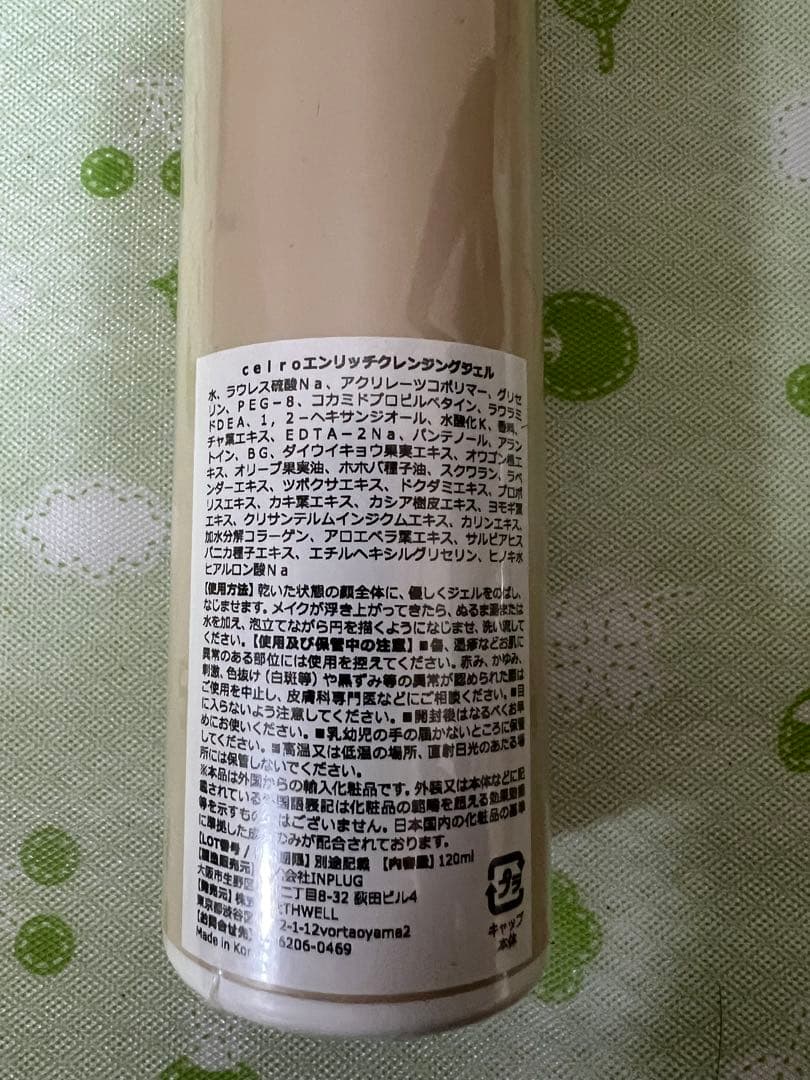 celroエンリッチクレンジングジェル
水、ラウレス硫酸Na、アクリレーツコポリマー、グリセ
リン、PEG-8、コカミドプロピルベタイン、ラウラミ
ドDEA、1，2-ヘキサンジオール、水酸化K、香料、
チャ葉エキス、EDTA-2Na、パンテノール、アラン
トイン、BG、ダイウイキョウ果実エキス、オウゴン根エ
キス、オリーブ果実油、ホホバ種子油、スクワラン、ラベ
ンダーエキス、ツボクサエキス、ドクダミエキス、プロポ
リスエキス、カキ葉エキス、カシア樹皮エキス、ヨモギ葉
エキス、クリサンテルムインジクムエキス、カリンエキス、
加水分解コラーゲン、アロエベラ葉エキス、サルビアヒス
パニカ種子エキス、エチルヘキシルグリセリン、ヒノキ水
ヒアルロン酸Na
【使用方法】乾いた状態の顔全体に、優しくジェルをのばし、
なじませます。メイクが浮き上がってきたら、ぬるま湯または
水を加え、泡立てながら円を描くようになじませ、洗い流して
ください。【使用及び保管中の注意】■傷、湿疹などお肌に
異常のある部位には使用を控えてください。赤み、かゆみ、
刺激、色抜け（白斑等）や黒ずみ等の異常が認められた際は
ご使用を中止し、皮膚科専門医などにご相談ください。■目
に入らないよう注意してください。■開封後はなるべくお早
めにお使いください。■乳幼児の手の届かないところに保管
してください。■高温又は低温の場所、直射日光のあたる場
所には保管しないでください。
※本品は外国からの輸入化粧品です。外装又は本体などに記
載されている 国語表記は化粧品の範疇を超える効果効能
等を示すもの はございません。日本国内の化粧品の基準
に準拠した成 のみが配合されております。
【LOT番号/ 期限】別途記載 【内容量】120ml
【製造販売元】 会社INPLUG
大阪市生野区 二丁目8-32 荻田ビル4
【発売元】株式 THWELL
東京都渋谷区 2-1-12vortaoyama2
【お問合せ先】 6206-0469
Made in Kor
プラ
キャップ
本体